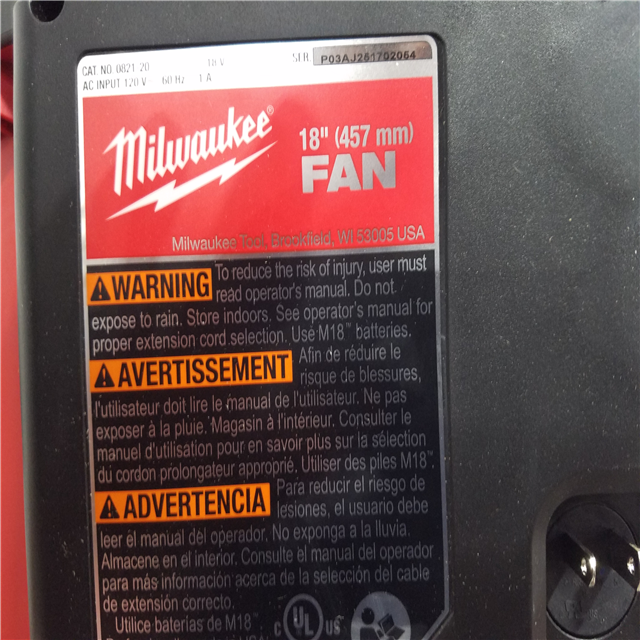 CAT. NO. 0821-20 18 V SER P03AJ251702054
AC INPUT 120 V~ 60 Hz 1 A
Milwaukee®
18" (457 mm)
FAN
Milwaukee Tool, Brookfield, WI 53005 USA
WARNING To reduce the risk of injury, user must
read operator's manual. Do not
expose to rain. Store indoors. See operator's manual for
proper extension cord selection. Use M18™ batteries.
AVERTISSEMENT Afin de réduire le
risque de blessures,
l'utilisateur doit lire le manuel de l'utilisateur. Ne pas
exposer à la pluie. Magasin à l'intérieur. Consulter le
manuel d'utilisation pour en savoir plus sur la sélection
du cordon prolongateur approprié. Utiliser des piles M18™.
ADVERTENCIA Para reducir el riesgo de
lesiones, el usuario debe
leer el manual del operador. No exponga a la lluvia.
Almacene en el interior. Consulte el manual del operador
para más información acerca de la selección del cable
de extensión correcto.
Utilice baterías de M18™
C UL US